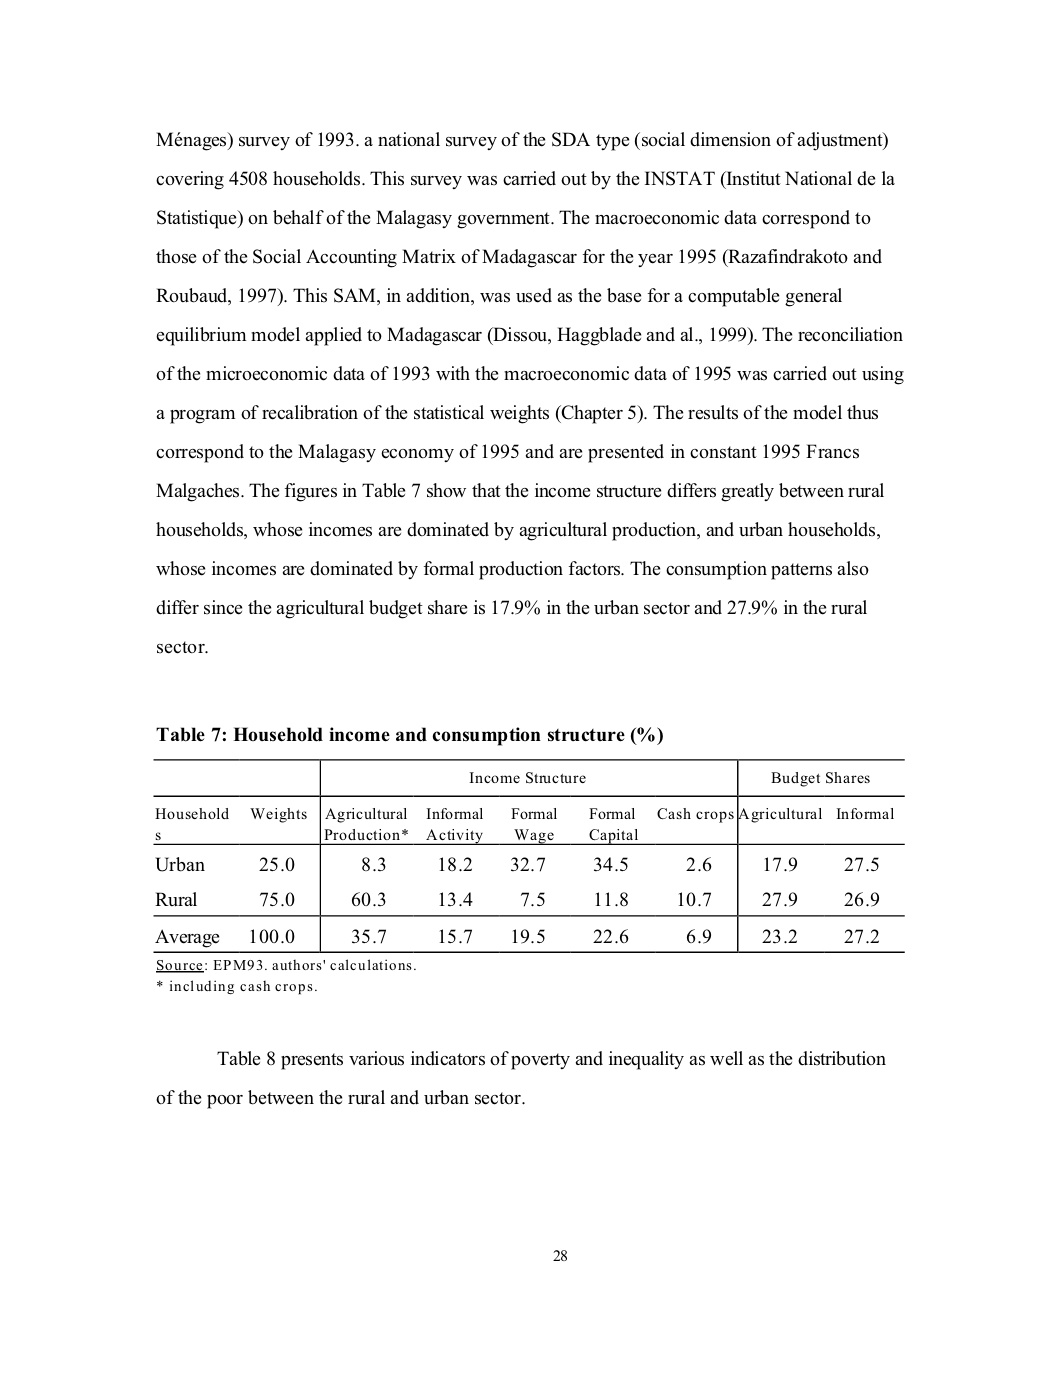 Ménages) survey of 1993. a national survey of the SDA type (social dimension of adjustment)
covering 4508 households. This survey was carried out by the INSTAT (Institut National de la
Statistique) on behalf of the Malagasy government. The macroeconomic data correspond to
those of the Social Accounting Matrix of Madagascar for the year 1995 (Razafindrakoto and
Roubaud, 1997). This SAM, in addition, was used as the base for a computable general
equilibrium model applied to Madagascar (Dissou, Haggblade and al., 1999). The reconciliation
of the microeconomic data of 1993 with the macroeconomic data of 1995 was carried out using
a program of recalibration of the statistical weights (Chapter 5). The results of the model thus
correspond to the Malagasy economy of 1995 and are presented in constant 1995 Francs
Malgaches. The figures in Table 7 show that the income structure differs greatly between rural
households, whose incomes are dominated by agricultural production, and urban households,
whose incomes are dominated by formal production factors. The consumption patterns also
differ since the agricultural budget share is 17.9% in the urban sector and 27.9% in the rural
sector.
Table 7: Household income and consumption structure (%)
Income Structure Budget Shares
Household Weights Agricultural Informal Formal Formal Cash crops Agricultural Informal
s Production* Activity Wage Capital
Urban 25.0 8.3 18.2 32.7 34.5 2.6 17.9 27.5
Rural 75.0 60.3 13.4 7.5 11.8 10.7 27.9 26.9
Average 100.0 35.7 15.7 19.5 22.6 6.9 23.2 27.2
Source: EPM93. authors' calculations.
* including cash crops.
Table 8 presents various indicators of poverty and inequality as well as the distribution
of the poor between the rural and urban sector.
28